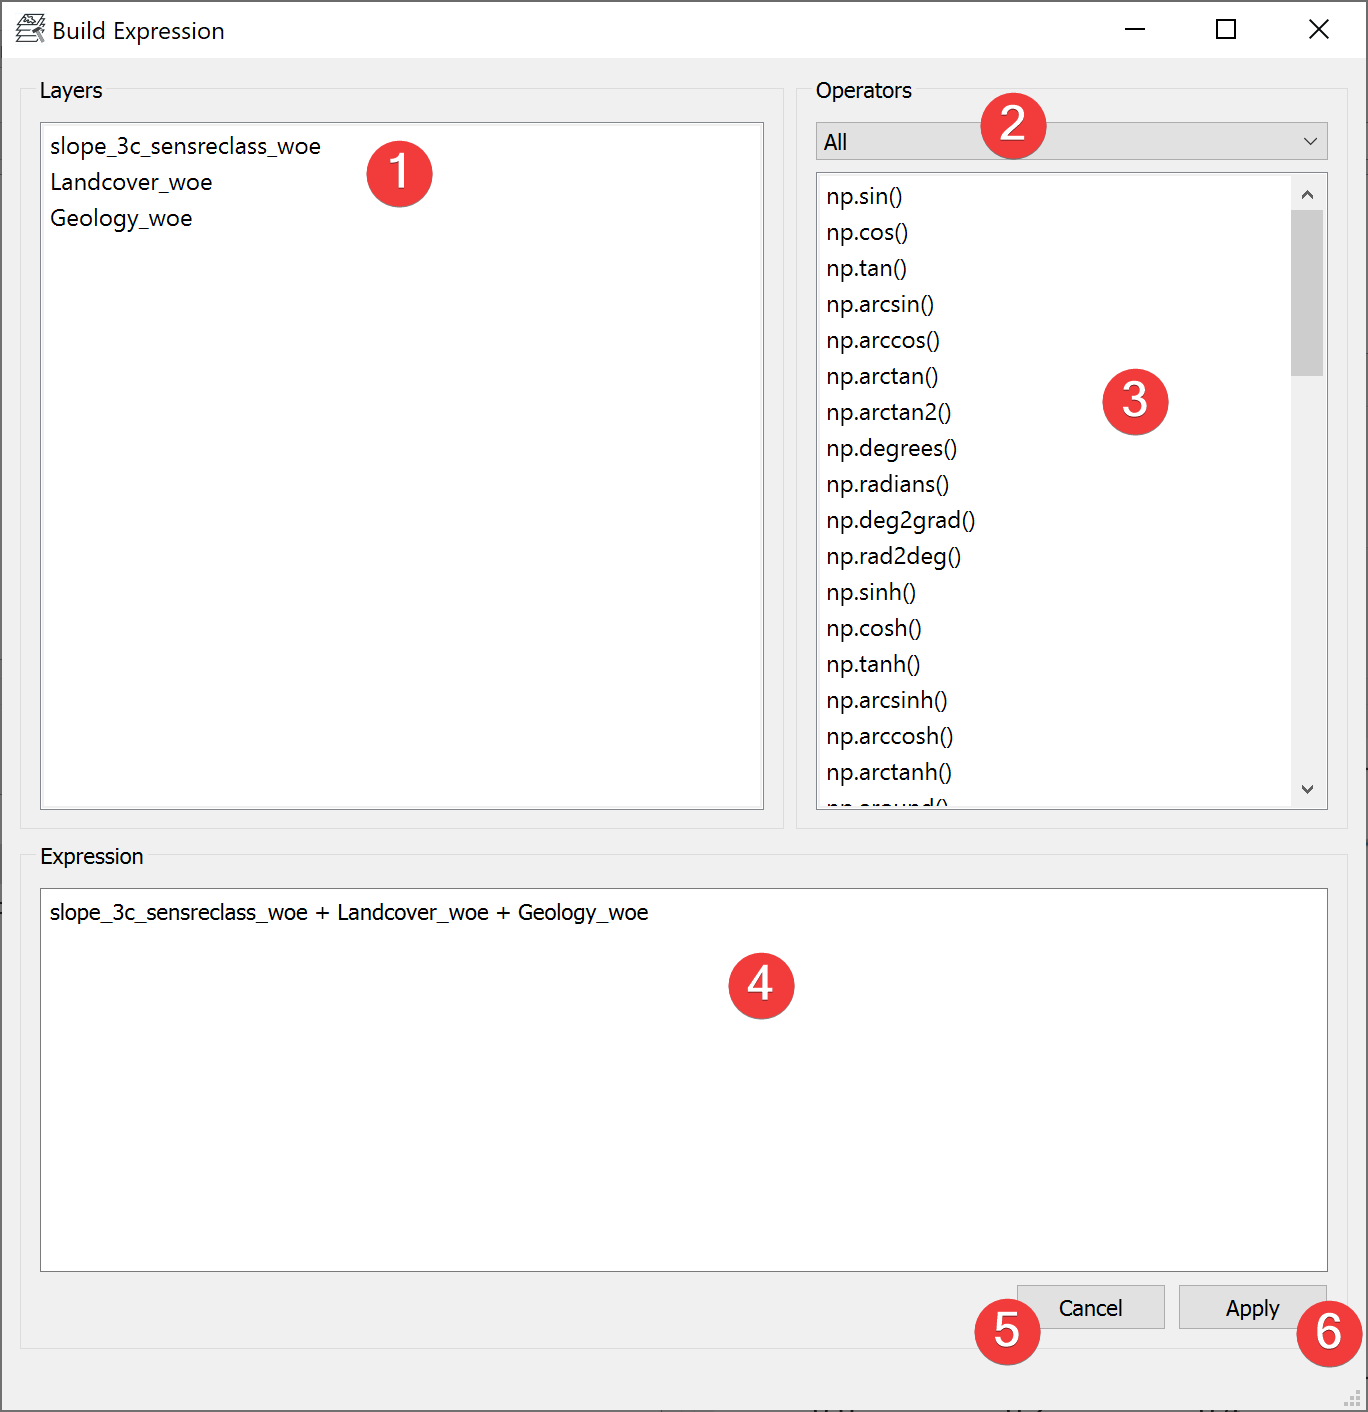 Build Expression
Layers
slope_3c_sensreclass_woe
Landcover_woe
Geology_woe
1
Operators
2
All
np.sin()
np.cos()
np.tan()
np.arcsin()
np.arccos()
np.arctan()
np.arctan2()
np.degrees()
np.radians()
np.deg2grad()
np.rad2deg()
np.sinh()
np.cosh()
np.tanh()
np.arcsinh()
np.arccosh()
np.arctanh()
np.around()
3
Expression
slope_3c_sensreclass_woe + Landcover_woe + Geology_woe
4
5
Cancel
Apply
6